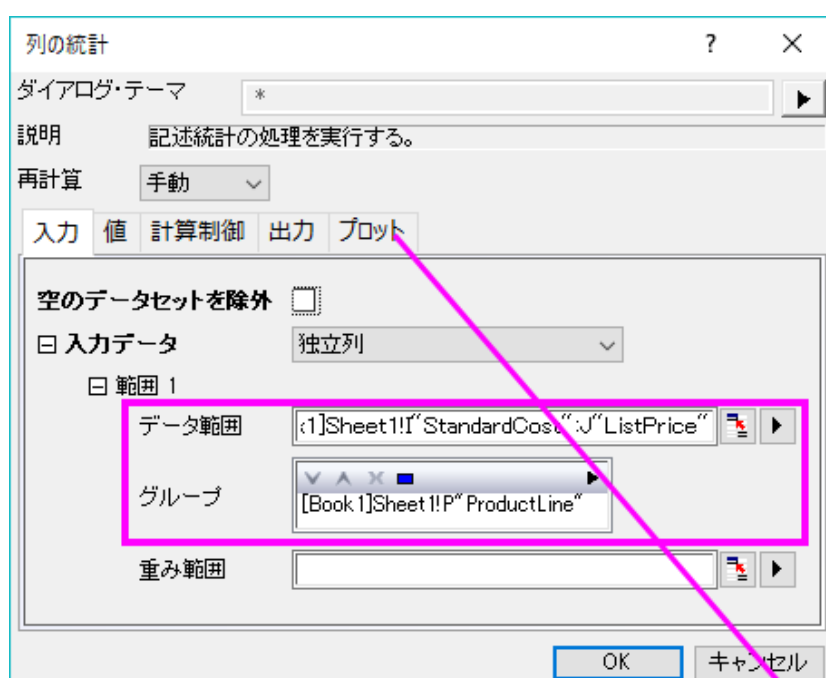 列の統計 ?
ダイアログ・テーマ *
説明 記述統計の処理を実行する。
再計算 手動
入力 値 計算制御 出力 プロット
空のデータセットを除外
入力データ 独立列
範囲 1
データ範囲 1]Sheet1!I"StandardCost":J"ListPrice"
グループ [Book1]Sheet1!P"ProductLine"
重み範囲
OK キャンセル